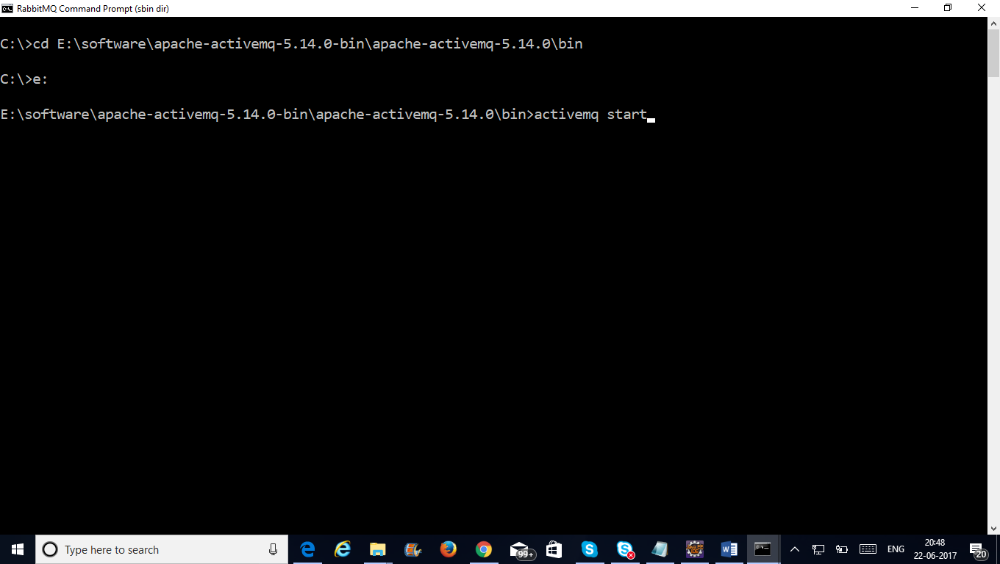 RabbitMQ Command Prompt (sbin dir)
C:\>cd E:\software\apache-activemq-5.14.0-bin\apache-activemq-5.14.0\bin
C:\>e:
E:\software\apache-activemq-5.14.0-bin\apache-activemq-5.14.0\bin>activemq start
Type here to search
99+
ENG
20:48
22-06-2017
20